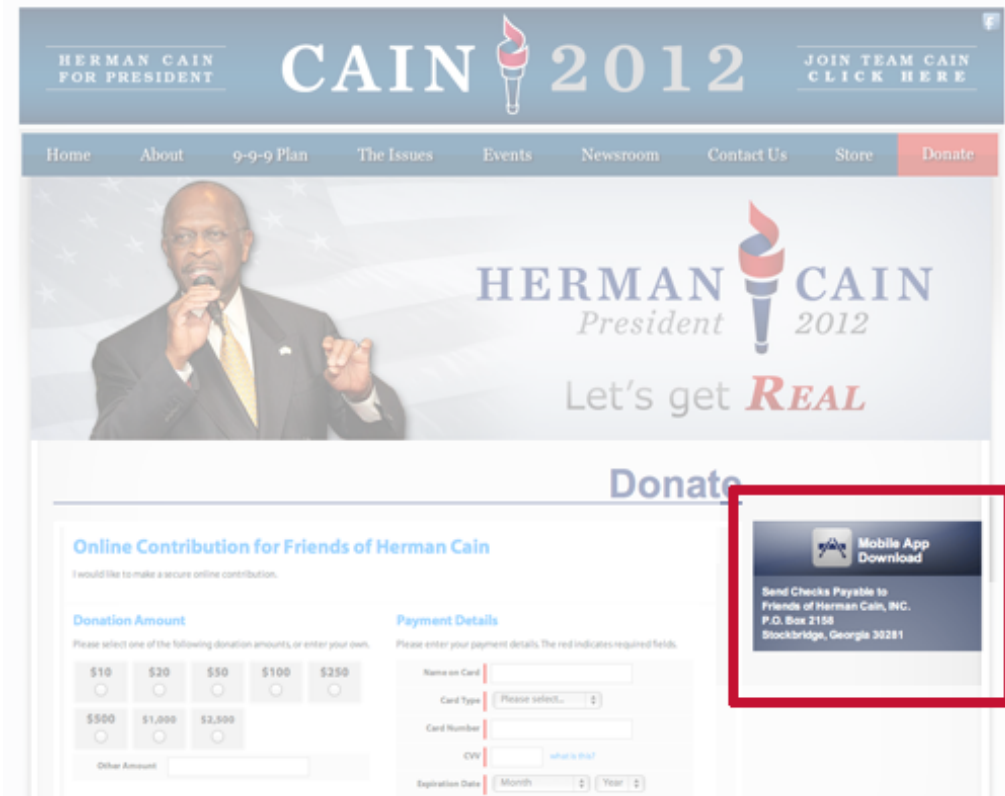 HERMAN CAIN
FOR PRESIDENT
CAIN 2012
JOIN TEAM CAIN
CLICK HERE
Home About 9-9-9 Plan The Issues Events Newsroom Contact Us Store Donate
HERMAN CAIN
President 2012
Let's get REAL
Donate
Online Contribution for Friends of Herman Cain
I would like to make a secure online contribution.
Donation Amount
Please select one of the following donation amounts, or enter your own.
$10 $20 $50 $100 $250
$500 $1,000 $2,500
Other Amount
Payment Details
Please enter your payment details. The red indicates required fields.
Name on Card
Card Type Please select...
Card Number
CVV what is this?
Expiration Date Month Year
Mobile App
Download
Send Checks Payable to
Friends of Herman Cain, INC.
P.O. Box 2158
Stockbridge, Georgia 30281